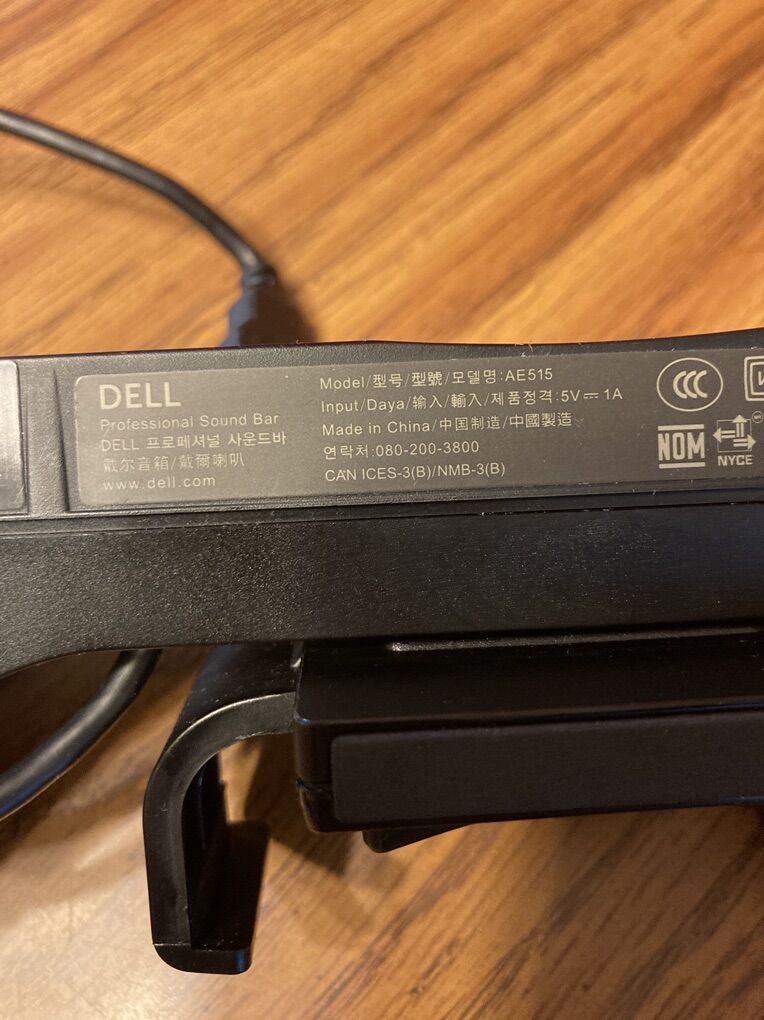 DELL
Professional Sound Bar
DELL 프로페셔널 사운드바
戴尔音箱/戴爾喇叭
www.dell.com
Model/型号/型號/모델명:AE515
Input/Daya/输入/輸入/제품정격:5V⎓1A
Made in China/中国制造/中國製造
연락처:080-200-3800
CAN ICES-3(B)/NMB-3(B)
CCC
NOM
NYCE